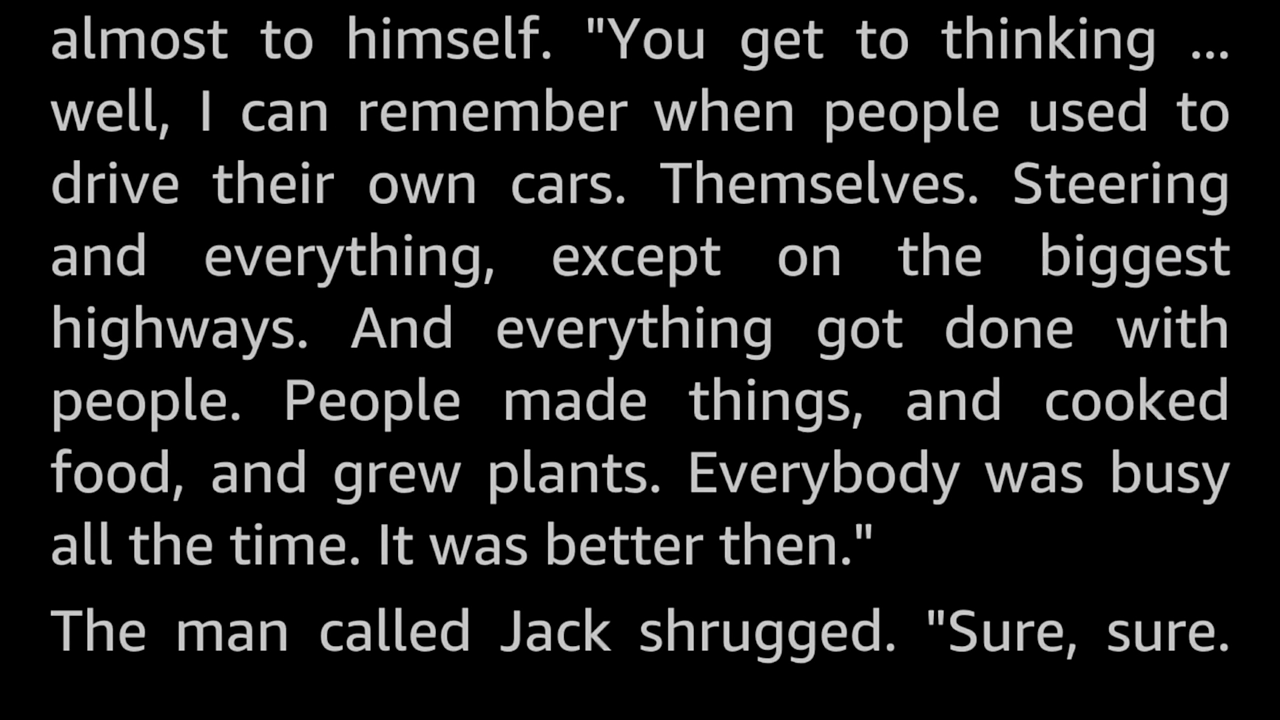 almost to himself. "You get to thinking ...
well, I can remember when people used to
drive their own cars. Themselves. Steering
and everything, except on the biggest
highways. And everything got done with
people. People made things, and cooked
food, and grew plants. Everybody was busy
all the time. It was better then."
The man called Jack shrugged. "Sure, sure.